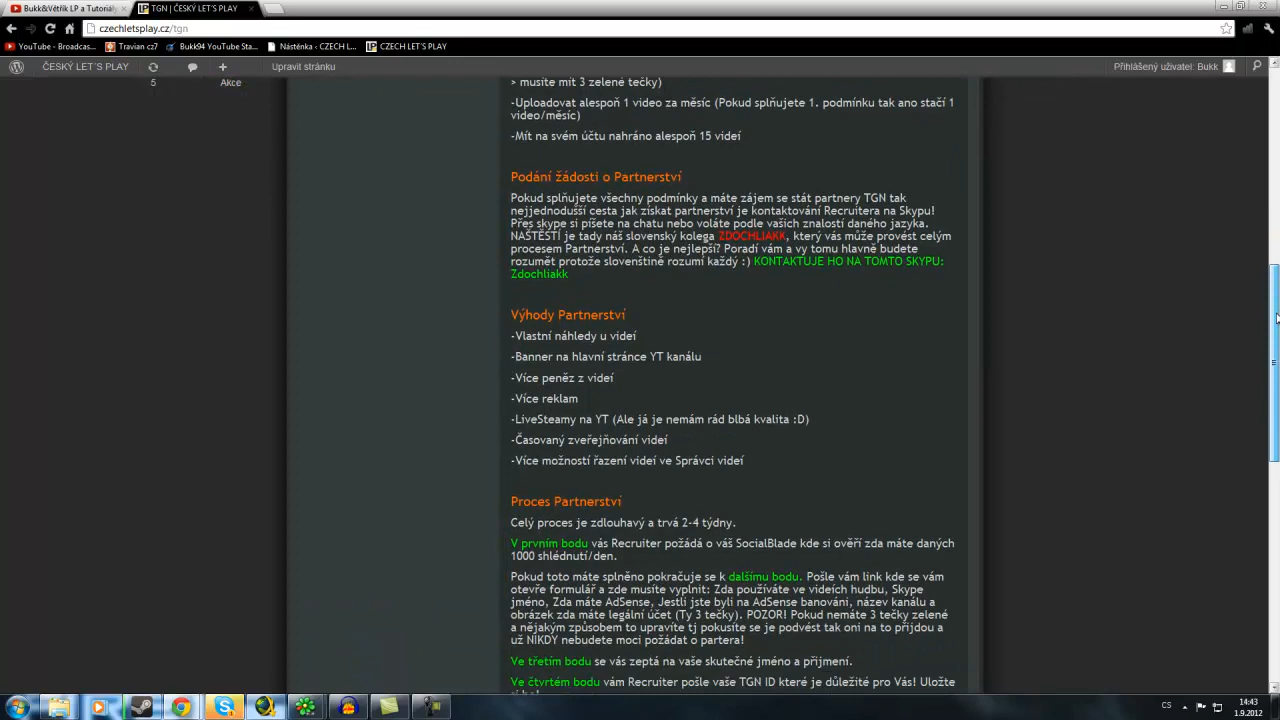 Bukk&Větřík LP a Tutoriá
TGN | ČESKÝ LET´S PLAY
czechletsplay.cz/tgn
YouTube - Broadcas...
Travian cz7
Bukk94 YouTube Sta...
Nástěnka ‹ CZECH L...
CZECH LET´S PLAY
ČESKÝ LET´S PLAY
Upravit stránku
Přihlášený uživatel: Bukk
5 Akce
> musíte mít 3 zelené tečky)
-Uploadovat alespoň 1 video za měsíc (Pokud splňujete 1. podmínku tak ano stačí 1
video/měsíc)
-Mít na svém účtu nahráno alespoň 15 videí
Podání žádosti o Partnerství
Pokud splňujete všechny podmínky a máte zájem se stát partnery TGN tak
nejjednodušší cesta jak získat partnerství je kontaktování Recruitera na Skypu!
Přes skype si píšete na chatu nebo voláte podle vašich znalostí daného jazyka.
NAŠTĚSTÍ je tady náš slovenský kolega ZDOCHLIAKK, který vás může provést celým
procesem Partnerství. A co je nejlepší? Poradí vám a vy tomu hlavně budete
rozumět protože slovenštině rozumí každý :) KONTAKTUJE HO NA TOMTO SKYPU:
Zdochliakk
Výhody Partnerství
-Vlastní náhledy u videí
-Banner na hlavní stránce YT kanálu
-Více peněz z videí
-Více reklam
-LiveSteamy na YT (Ale já je nemám rád blbá kvalita :D)
-Časovaný zveřejňování videí
-Více možností řazení videí ve Správci videí
Proces Partnerství
Celý proces je zdlouhavý a trvá 2-4 týdny.
V prvním bodu vás Recruiter požádá o váš SocialBlade kde si ověří zda máte daných
1000 shlédnutí/den.
Pokud toto máte splněno pokračuje se k dalšímu bodu. Pošle vám link kde se vám
otevře formulář a zde musíte vyplnit: Zda používáte ve videích hudbu, Skype
jméno, Zda máte AdSense, Jestli jste byli na AdSense banováni, název kanálu a
obrázek zda máte legální účet (Ty 3 tečky). POZOR! Pokud nemáte 3 tečky zelené
a nějakým způsobem to upravíte tj pokusíte se je podvést tak oni na to přijdou a
už NIKDY nebudete moci požádat o partera!
Ve třetím bodu se vás zeptá na vaše skutečné jméno a přijmení.
Ve čtvrtém bodu vám Recruiter pošle vaše TGN ID které je důležité pro Vás! Uložte
si ho!
CS
14:43
1.9.2012